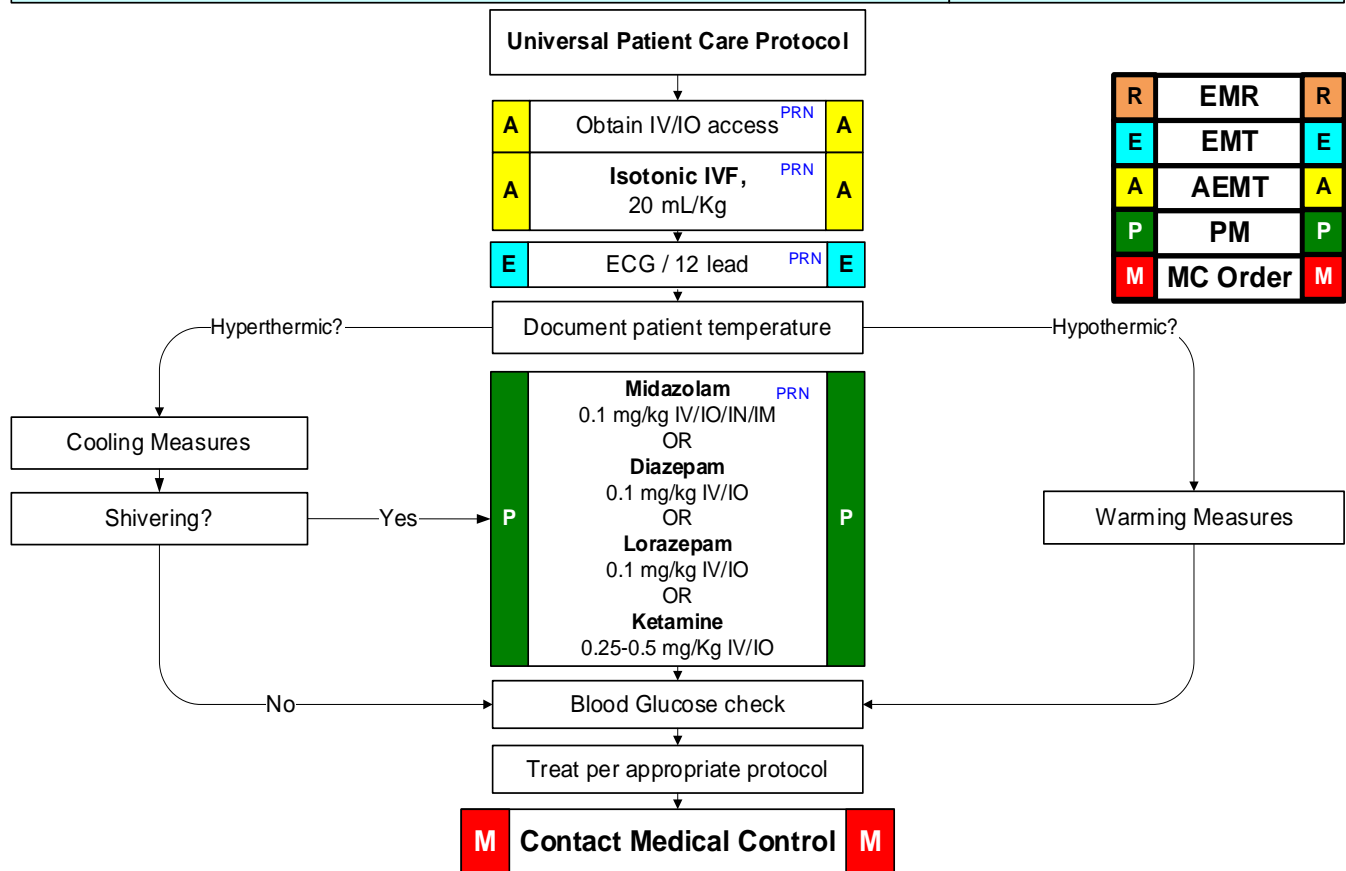 Universal Patient Care Protocol
R EMR R
E EMT E
A AEMT A
P PM P
M MC Order M
A Obtain IV/IO access PRN A
A Isotonic IVF, PRN A
20 mL/Kg
E ECG / 12 lead PRN E
Hyperthermic?
Document patient temperature
Hypothermic?
Midazolam PRN
0.1 mg/kg IV/IO/IN/IM
OR
Diazepam
0.1 mg/kg IV/IO
OR
Lorazepam
0.1 mg/kg IV/IO
OR
Ketamine
0.25-0.5 mg/Kg IV/IO
P P
Cooling Measures
Shivering?
Yes
Warming Measures
No
Blood Glucose check
Treat per appropriate protocol
M Contact Medical Control M